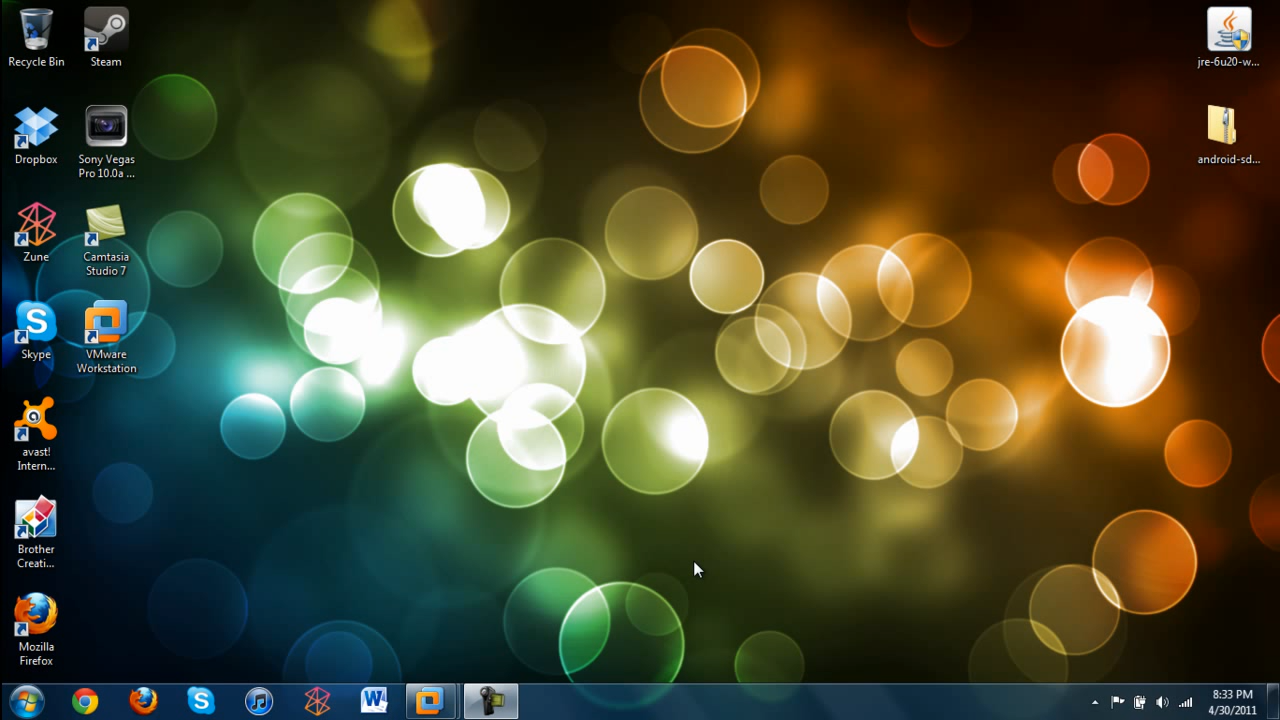 Recycle Bin
Steam
Dropbox
Sony Vegas
Pro 10.0a ...
Zune
Camtasia
Studio 7
Skype
VMware
Workstation
avast!
Intern...
Brother
Creati...
Mozilla
Firefox
jre-6u20-w...
android-sd...
8:33 PM
4/30/2011